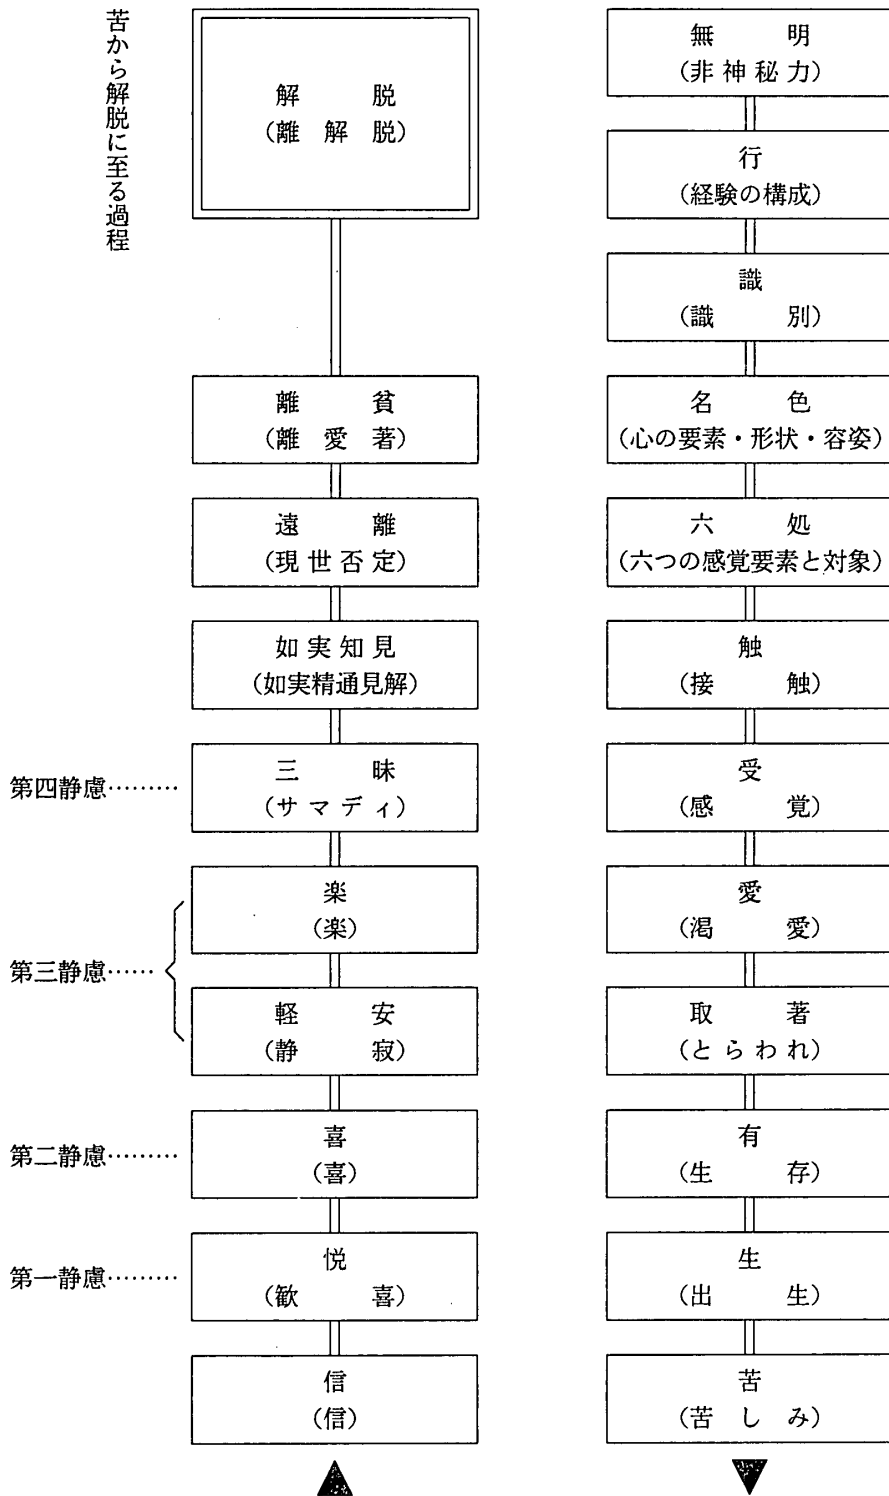 苦から解脱に至る過程
解脱
(離解脱)
離貧
(離愛著)
遠離
(現世否定)
如実知見
(如実精通見解)
第四静慮………
三昧
(サマディ)
第三静慮……
楽
(楽)
軽安
(静寂)
第二静慮………
喜
(喜)
第一静慮………
悦
(歓喜)
信
(信)
無明
(非神秘力)
行
(経験の構成)
識
(識別)
名色
(心の要素・形状・容姿)
六処
(六つの感覚要素と対象)
触
(接触)
受
(感覚)
愛
(渇愛)
取著
(とらわれ)
有
(生存)
生
(出生)
苦
(苦しみ)